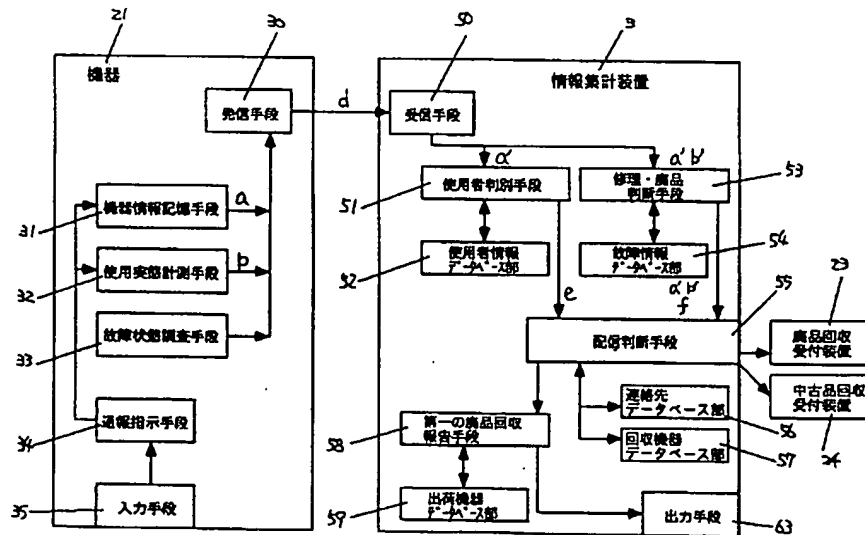 21
機器
30
発信手段
d
31
機器情報記憶手段
a
32
使用実態計測手段
b
33
故障状態調査手段
34
通報指示手段
35
入力手段
50
3
情報集計装置
受信手段
a'
a' b'
51
使用者判別手段
53
修理・廃品
判断手段
52
使用者情報
データベース部
54
故障情報
データベース部
e
a' b'
f
55
配信判断手段
23
廃品回収
受付装置
中古品回収
受付装置
24
連絡先
データベース部
56
回収機器
データベース部
57
58
第一の廃品回収
報告手段
59
出荷機器
データベース部
出力手段
63